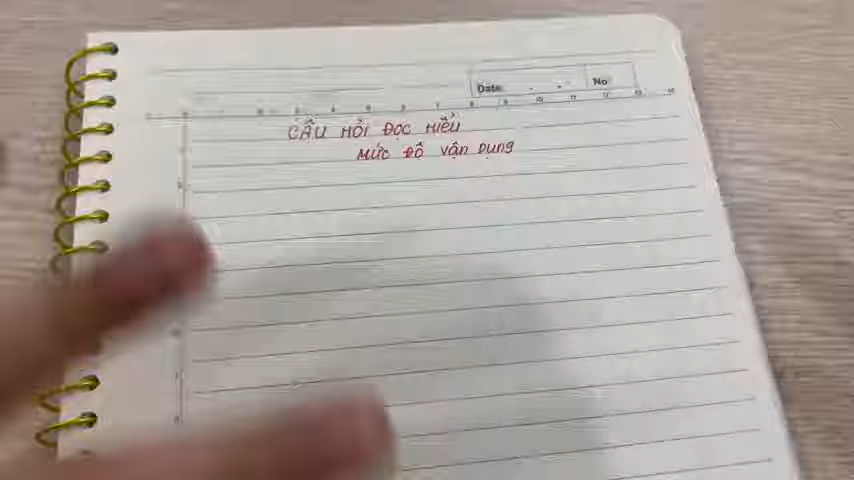 Date: . .
No
CÂU HỎI ĐỌC HIỂU
MỨC ĐỘ VẬN DỤNG